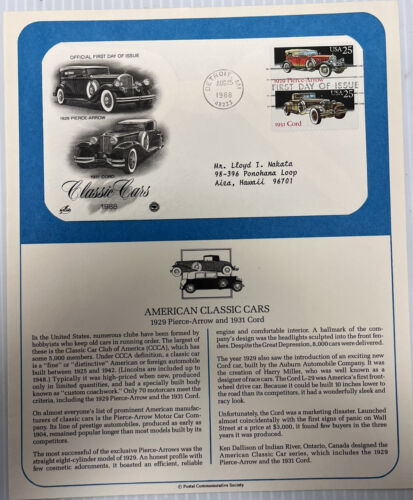 OFFICIAL FIRST DAY OF ISSUE
1929 PIERCE-ARROW
1931 CORD
Classic Cars
1988
DETROIT, MI
AUG 25
1988
48233
USA 25
1929 Pierce-Arrow
FIRST DAY OF ISSUE
USA 25
1931 Cord
Mr. Lloyd I. Nakata
98-396 Ponohana Loop
Aiea, Hawaii 96701
AMERICAN CLASSIC CARS
1929 Pierce-Arrow and 1931 Cord
In the United States, numerous clubs have been formed by
hobbyists who keep old cars in running order. The largest of
these is the Classic Car Club of America (CCCA), which has
some 5,000 members. Under CCCA definition, a classic car
is a "fine" or "distinctive" American or foreign automobile
built between 1925 and 1942. [Lincolns are included up to
1948.] Typically it was high-priced when new, produced
only in limited quantities, and had a specially built body
known as "custom coachwork." Only 70 motorcars meet the
criteria, including the 1929 Pierce-Arrow and the 1931 Cord.
On almost everyone's list of prominent American manufac-
turers of classic cars is the Pierce-Arrow Motor Car Com-
pany. Its line of prestige automobiles, produced as early as
1904, remained popular longer than most models built by its
competitors.
The most successful of the exclusive Pierce-Arrows was the
straight eight-cylinder model of 1929. An honest profile with
few cosmetic adornments, it boasted an efficient, reliable
engine and comfortable interior. A hallmark of the com-
pany's design was the headlights sculpted into the front fen-
ders. Despite the Great Depression, 8,000 cars were delivered.
The year 1929 also saw the introduction of an exciting new
Cord car, built by the Auburn Automobile Company. It was
the creation of Harry Miller, who was well known as a
designer of race cars. The Cord L-29 was America's first front-
wheel drive car. Because it could be built 10 inches lower to
the road than its competitors, it had a wonderfully sleek and
racy look.
Unfortunately, the Cord was a marketing disaster. Launched
almost coincidentally with the first signs of panic on Wall
Street at a price of $3,000, it found few buyers in the three
years it was produced.
Ken Dallison of Indian River, Ontario, Canada designed the
American Classic Car series, which includes the 1929
Pierce-Arrow and the 1931 Cord.
© Postal Commemorative Society